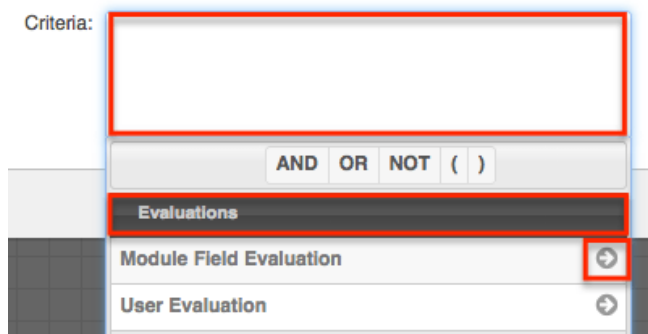 Criteria:
AND OR NOT ( )
Evaluations
Module Field Evaluation
User Evaluation